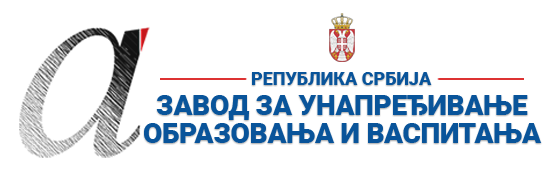 РЕПУБЛИКА СРБИЈА
ЗАВОД ЗА УНАПРЕЂИВАЊЕ
ОБРАЗОВАЊА И ВАСПИТАЊА